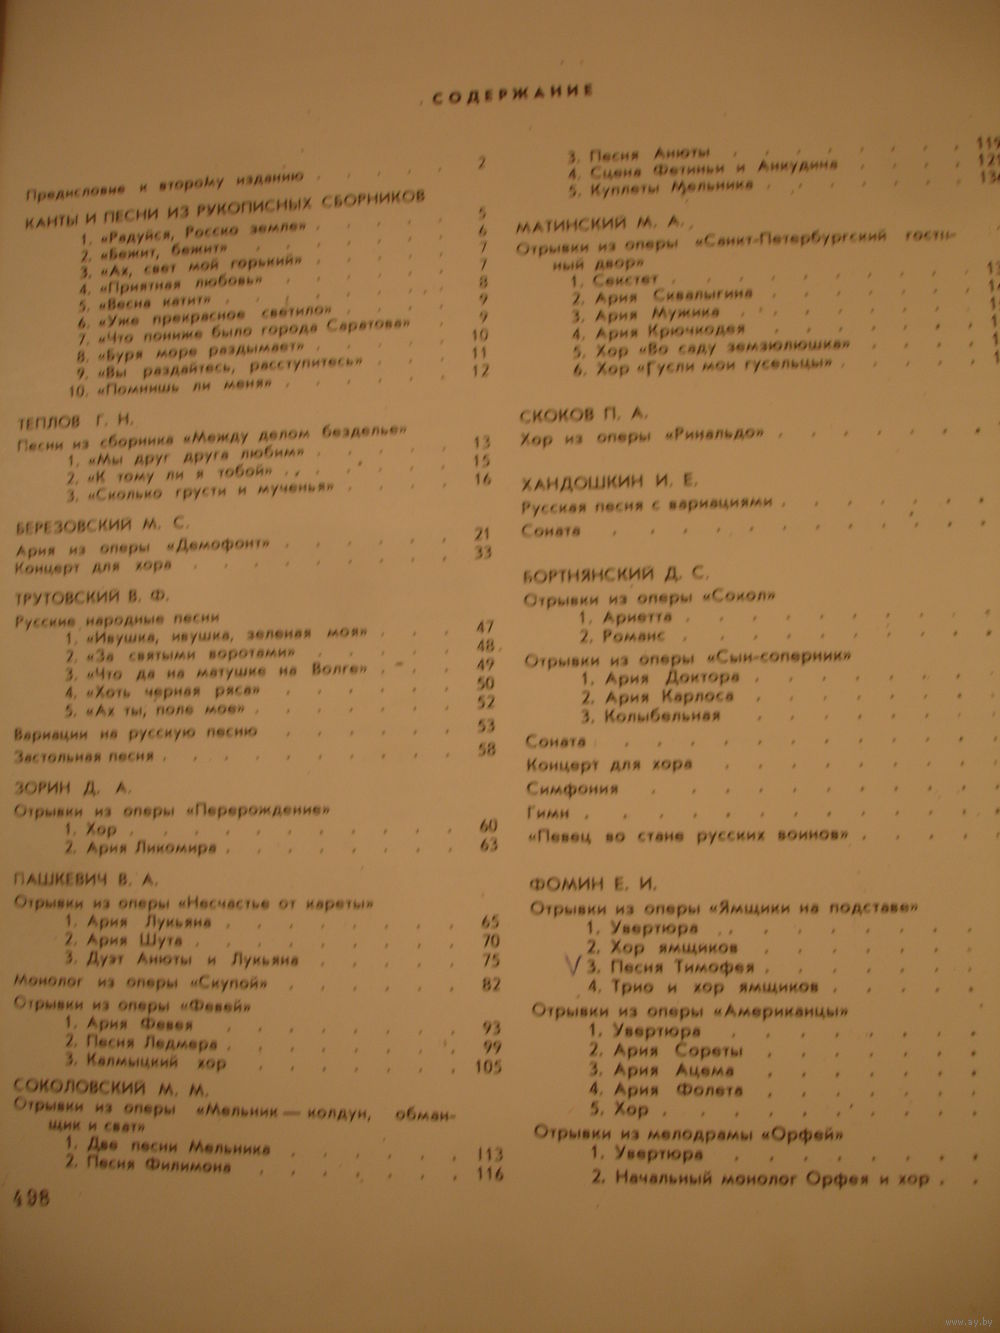 СОДЕРЖАНИЕ
Предисловие к второму изданию . . . . . 2
КАНТЫ И ПЕСНИ ИЗ РУКОПИСНЫХ СБОРНИКОВ
1. «Радуйся, Росско земле» . . . . 5
2. «Бежит, бежит» . . . . . . 6
3. «Ах, свет мой горький» . . . . 7
4. «Приятная любовь» . . . . . 7
5. «Весна катит» . . . . . . 8
6. «Уже прекрасное светило» . . . . 9
7. «Что пониже было города Саратова» . 9
8. «Буря море раздымает» . . . . 10
9. «Вы раздайтесь, расступитесь» . . . 11
10. «Помнишь ли меня» . . . . . 12
ТЕПЛОВ Г. Н.
Песни из сборника «Между делом безделье»
1. «Мы друг друга любим» . . . . 13
2. «К тому ли я тобой» . . . . . 15
3. «Сколько грусти и мученья» . . . 16
БЕРЕЗОВСКИЙ М. С.
Ария из оперы «Демофонт» . . . . . 21
Концерт для хора . . . . . . . 33
ТРУТОВСКИЙ В. Ф.
Русские народные песни
1. «Ивушка, ивушка, зеленая моя» . . . 47
2. «За святыми воротами» . . . . 48
3. «Что да на матушке на Волге» . . . 49
4. «Хоть черная ряса» . . . . . 50
5. «Ах ты, поле мое» . . . . . . 52
Вариации на русскую песню . . . . . 53
Застольная песня . . . . . . . . 58
ЗОРИН Д. А.
Отрывки из оперы «Перерождение»
1. Хор . . . . . . . . . . 60
2. Ария Ликомира . . . . . . . 63
ПАШКЕВИЧ В. А.
Отрывки из оперы «Несчастье от кареты»
1. Ария Лукьяна . . . . . . . 65
2. Ария Шута . . . . . . . . 70
3. Дуэт Анюты и Лукьяна . . . . . 75
Монолог из оперы «Скупой» . . . . . 82
Отрывки из оперы «Февей»
1. Ария Февея . . . . . . . 93
2. Песня Ледмера . . . . . . . 99
3. Калмыцкий хор . . . . . . 105
СОКОЛОВСКИЙ М. М.
Отрывки из оперы «Мельник — колдун, обман-
щик и сват»
1. Две песни Мельника . . . . . 113
2. Песня Филимона . . . . . . 116
498
3. Песня Анюты . . . . . . . 119
4. Сцена Фетиньи и Анкудина . . . .
5. Куплеты Мельника . . . . . .
МАТИНСКИЙ М. А.
Отрывки из оперы «Санкт-Петербургский гости-
ный двор»
1. Секстет . . . . . . . . .
2. Ария Сквалыгина . . . . . .
3. Ария Мужика . . . . . . .
4. Ария Крючкодея . . . . . .
5. Хор «Во саду земзюлюшка» . . . .
6. Хор «Гусли мои гусельцы» . . . .
СКОКОВ П. А.
Хор из оперы «Ринальдо» . . . . . .
ХАНДОШКИН И. Е.
Русская песня с вариациями . . . . . .
Соната . . . . . . . . . .
БОРТНЯНСКИЙ Д. С.
Отрывки из оперы «Сокол»
1. Ариетта . . . . . . . . .
2. Романс . . . . . . . . .
Отрывки из оперы «Сын-соперник»
1. Ария Доктора . . . . . . .
2. Ария Карлоса . . . . . . .
3. Колыбельная . . . . . . .
Соната . . . . . . . . . .
Концерт для хора . . . . . . . .
Симфония . . . . . . . . .
Гимн . . . . . . . . . . .
«Певец во стане русских воинов» . . . .
ФОМИН Е. И.
Отрывки из оперы «Ямщики на подставе»
1. Увертюра . . . . . . . .
2. Хор ямщиков . . . . . . .
3. Песня Тимофея . . . . . . .
4. Трио и хор ямщиков . . . . .
Отрывки из оперы «Американцы»
1. Увертюра . . . . . . . .
2. Ария Сореты . . . . . . .
3. Ария Ацема . . . . . . .
4. Ария Фолета . . . . . . .
5. Хор . . . . . . . . . .
Отрывки из мелодрамы «Орфей»
1. Увертюра . . . . . . . .
2. Начальный монолог Орфея и хор . .
www.ay.by